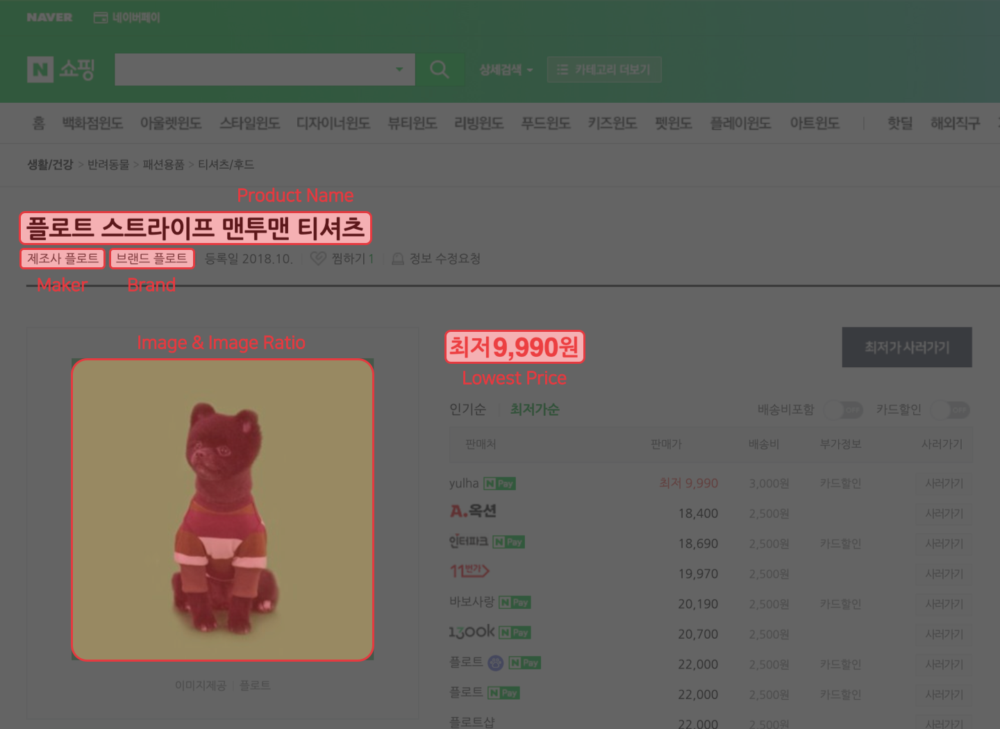 NAVER 네이버페이
N 쇼핑 상세검색 카테고리 더보기
홈 백화점윈도 아울렛윈도 스타일윈도 디자이너윈도 뷰티윈도 리빙윈도 푸드윈도 키즈윈도 펫윈도 플레이윈도 아트윈도 | 핫딜 해외직구
생활/건강 > 반려동물 > 패션용품 > 티셔츠/후드
Product Name
플로트 스트라이프 맨투맨 티셔츠
제조사 플로트 브랜드 플로트 등록일 2018.10. 찜하기 1 정보 수정요청
Maker Brand
Image & Image Ratio
이미지제공 플로트
최저9,990원 최저가 사러가기
Lowest Price
인기순 최저가순 배송비포함 OFF 카드할인 OFF
판매처 판매가 배송비 부가정보 사러가기
yulha N Pay 최저 9,990 3,000원 카드할인 사러가기
A.옥션 18,400 2,500원 사러가기
인터파크 N Pay 18,690 2,500원 카드할인 사러가기
11번가 19,970 2,500원 사러가기
바보사랑 N Pay 20,190 2,500원 카드할인 사러가기
1300k N Pay 20,700 2,500원 사러가기
플로트 N Pay 22,000 2,500원 카드할인 사러가기
플로트 N Pay 22,000 2,500원 카드할인 사러가기
플로트샵 22,000 2,500원 사러가기